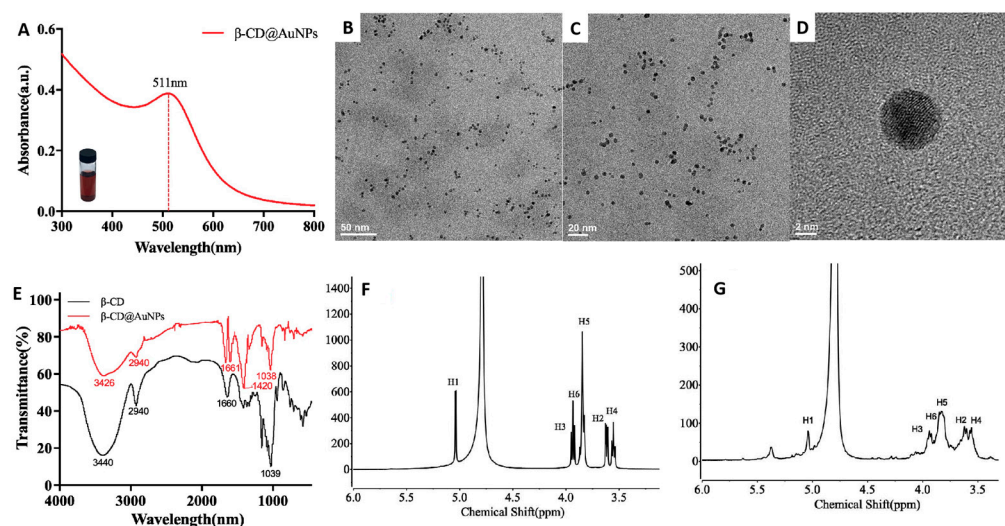 A
β-CD@AuNPs
511nm
Absorbance(a.u.)
0.6
0.4
0.2
0.0
300 400 500 600 700 800
Wavelength(nm)
B
50 nm
C
20 nm
D
2 nm
E
β-CD
β-CD@AuNPs
Transmittance(%)
100
80
60
40
20
0
3426
2940
1661
1420
1038
3440
2940
1660
1039
4000 3000 2000 1000
Wavelength(nm)
F
400
300
200
100
0
H1
H3
H6
H5
H2
H4
6.0 5.5 5.0 4.5 4.0 3.5
Chemical Shift(ppm)
G
500
400
300
200
100
0
H1
H3
H6
H5
H2
H4
6.0 5.5 5.0 4.5 4.0 3.5
Chemical Shift(ppm)